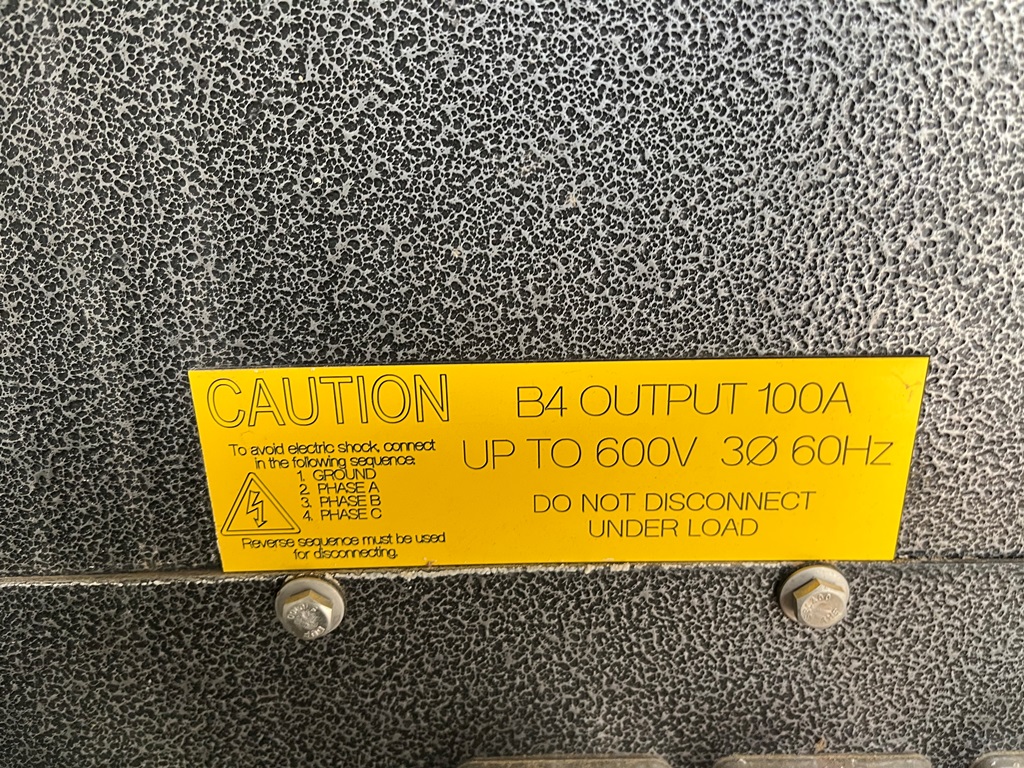 CAUTION
To avoid electric shock, connect
in the following sequence:
1. GROUND
2. PHASE A
3. PHASE B
4. PHASE C
Reverse sequence must be used
for disconnecting.
B4 OUTPUT 100A
UP TO 600V 3Ø 60Hz
DO NOT DISCONNECT
UNDER LOAD